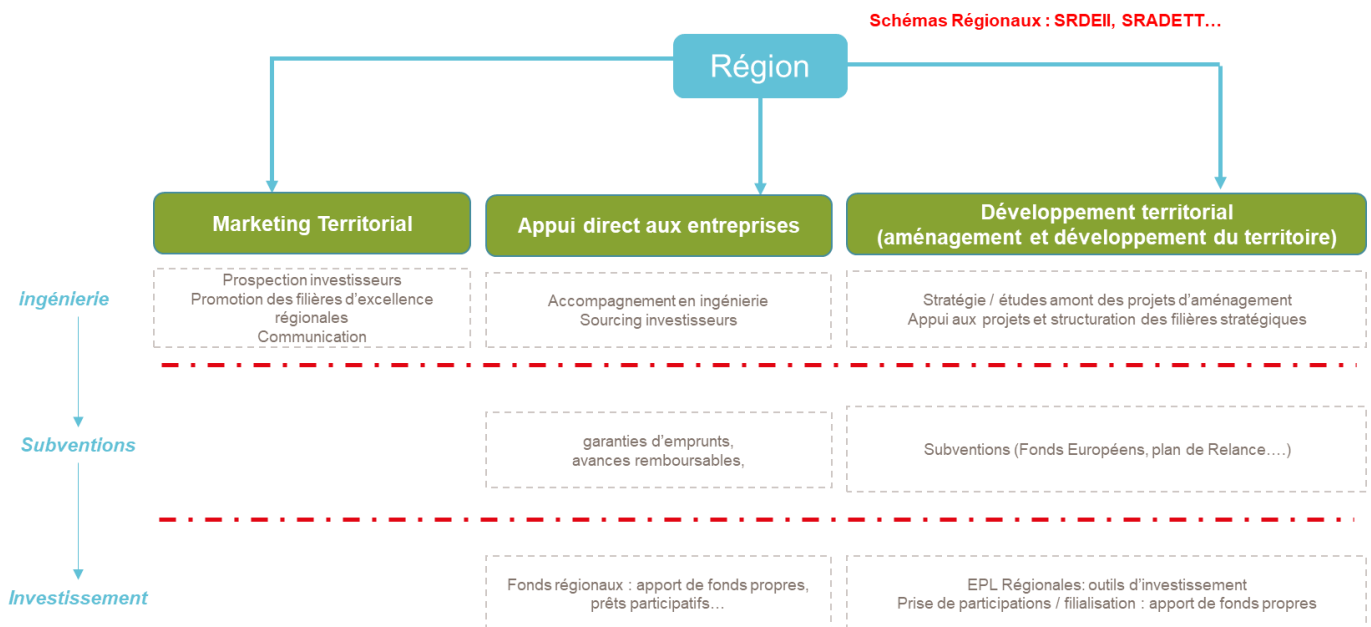 Schémas Régionaux : SRDEII, SRADETT…
Région
Marketing Territorial
Appui direct aux entreprises
Développement territorial
(aménagement et développement du territoire)
ingénierie
Prospection investisseurs
Promotion des filières d’excellence
régionales
Communication
Accompagnement en ingénierie
Sourcing investisseurs
Stratégie / études amont des projets d’aménagement
Appui aux projets et structuration des filières stratégiques
Subventions
garanties d’emprunts,
avances remboursables,
Subventions (Fonds Européens, plan de Relance….)
Investissement
Fonds régionaux : apport de fonds propres,
prêts participatifs…
EPL Régionales: outils d’investissement
Prise de participations / filialisation : apport de fonds propres